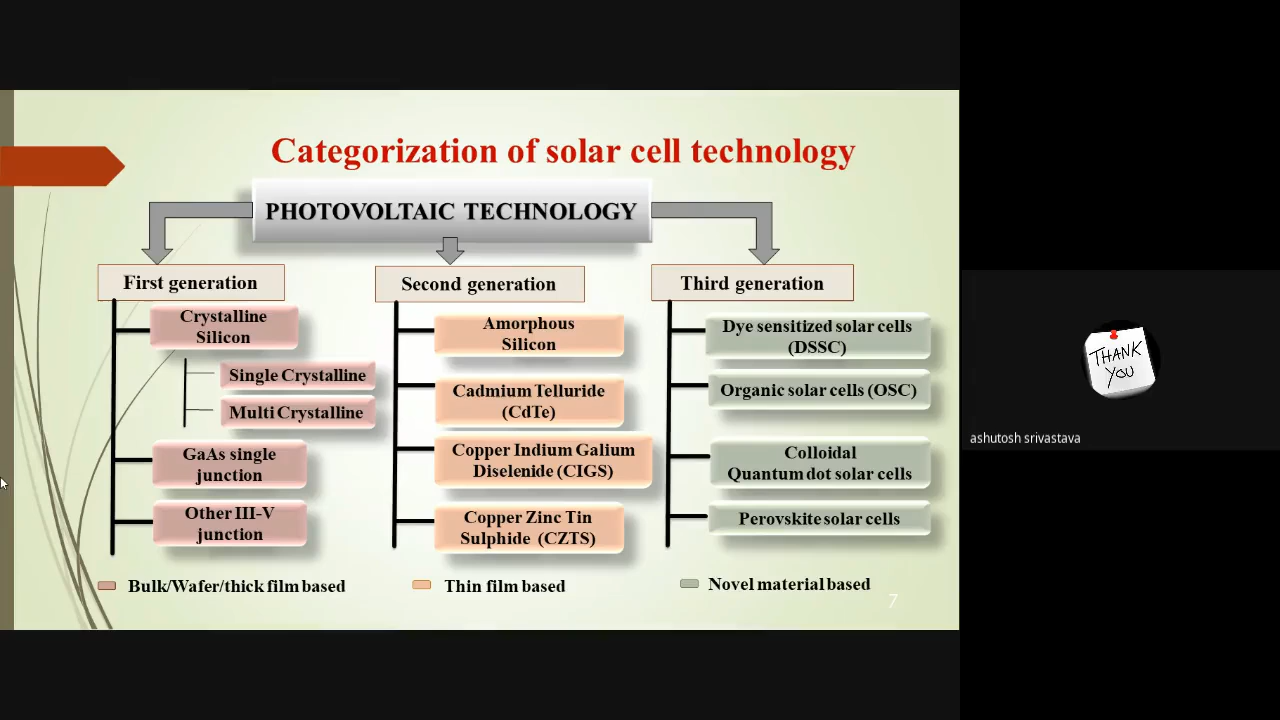 Categorization of solar cell technology
PHOTOVOLTAIC TECHNOLOGY
First generation
Crystalline
Silicon
Single Crystalline
Multi Crystalline
GaAs single
junction
Other III-V
junction
Bulk/Wafer/thick film based
Second generation
Amorphous
Silicon
Cadmium Telluride
(CdTe)
Copper Indium Galium
Diselenide (CIGS)
Copper Zinc Tin
Sulphide (CZTS)
Thin film based
Third generation
Dye sensitized solar cells
(DSSC)
Organic solar cells (OSC)
Colloidal
Quantum dot solar cells
Perovskite solar cells
Novel material based
7
THANK
YOU
ashutosh srivastava